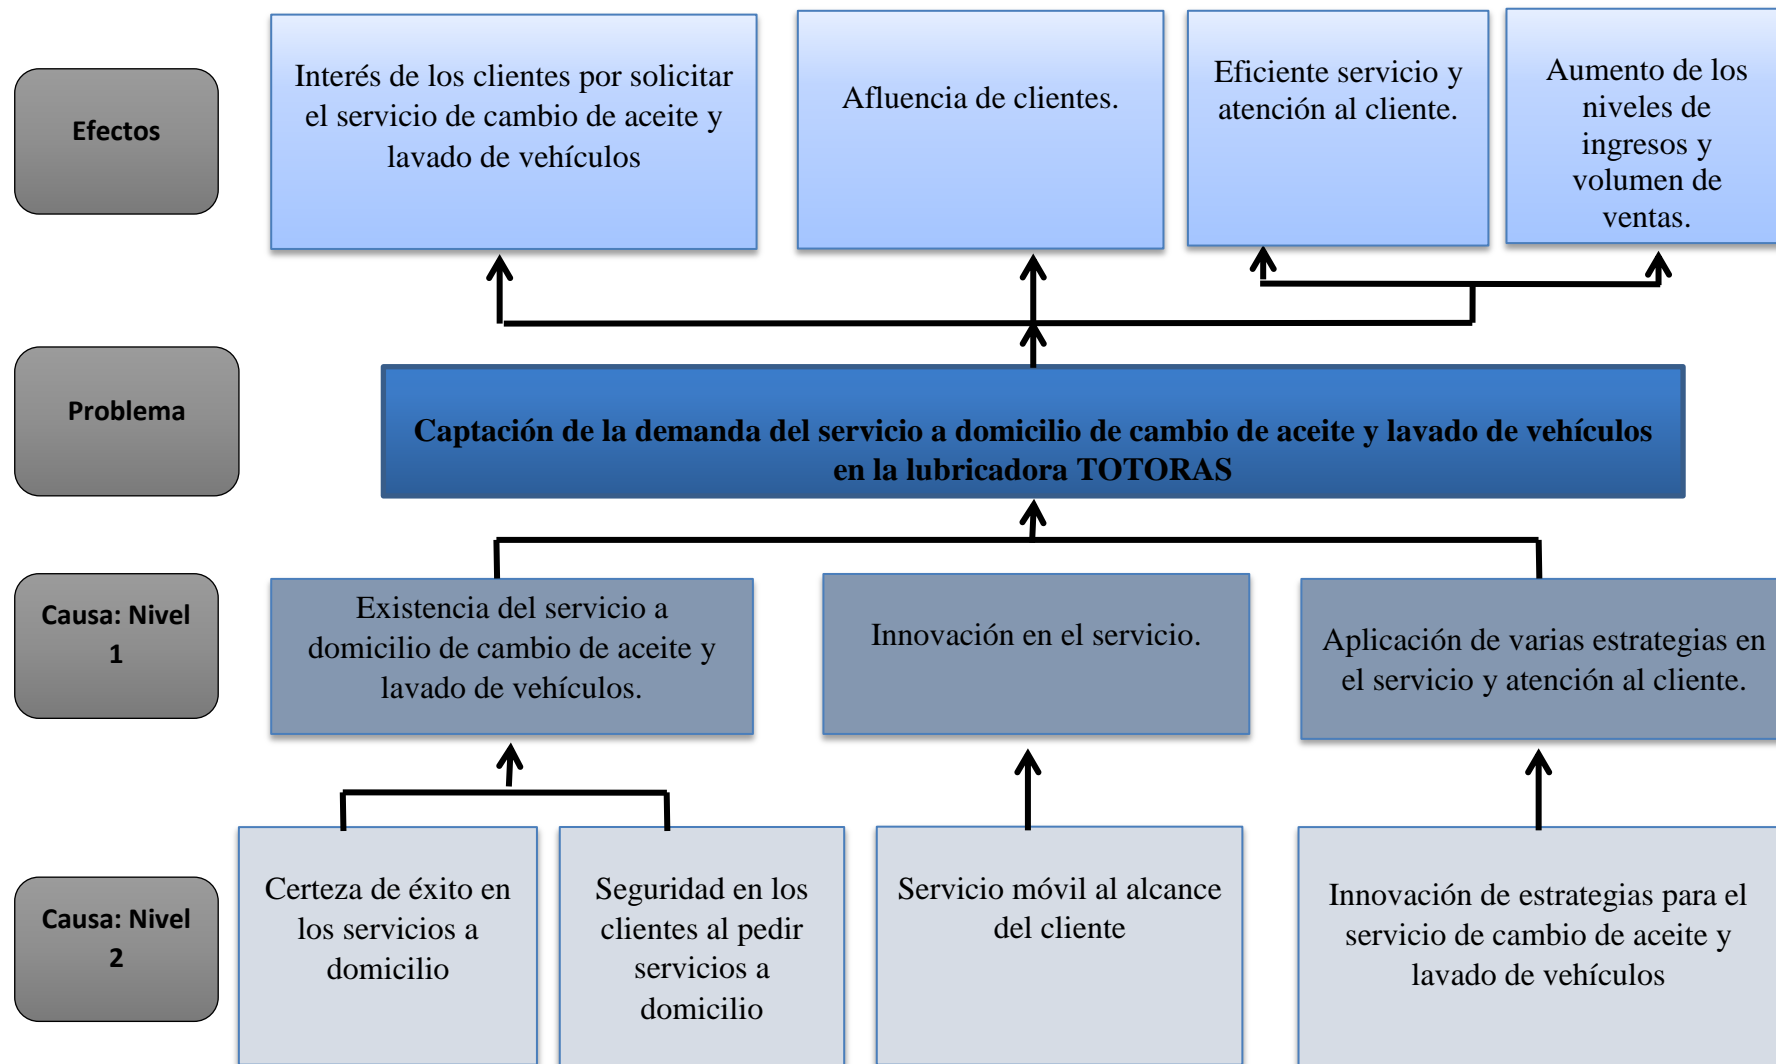 Efectos
Interés de los clientes por solicitar
el servicio de cambio de aceite y
lavado de vehículos
Afluencia de clientes.
Eficiente servicio y
atención al cliente.
Aumento de los
niveles de
ingresos y
volumen de
ventas.
Problema
Captación de la demanda del servicio a domicilio de cambio de aceite y lavado de vehículos
en la lubricadora TOTORAS
Causa: Nivel
1
Existencia del servicio a
domicilio de cambio de aceite y
lavado de vehículos.
Innovación en el servicio.
Aplicación de varias estrategias en
el servicio y atención al cliente.
Causa: Nivel
2
Certeza de éxito en
los servicios a
domicilio
Seguridad en los
clientes al pedir
servicios a
domicilio
Servicio móvil al alcance
del cliente
Innovación de estrategias para el
servicio de cambio de aceite y
lavado de vehículos